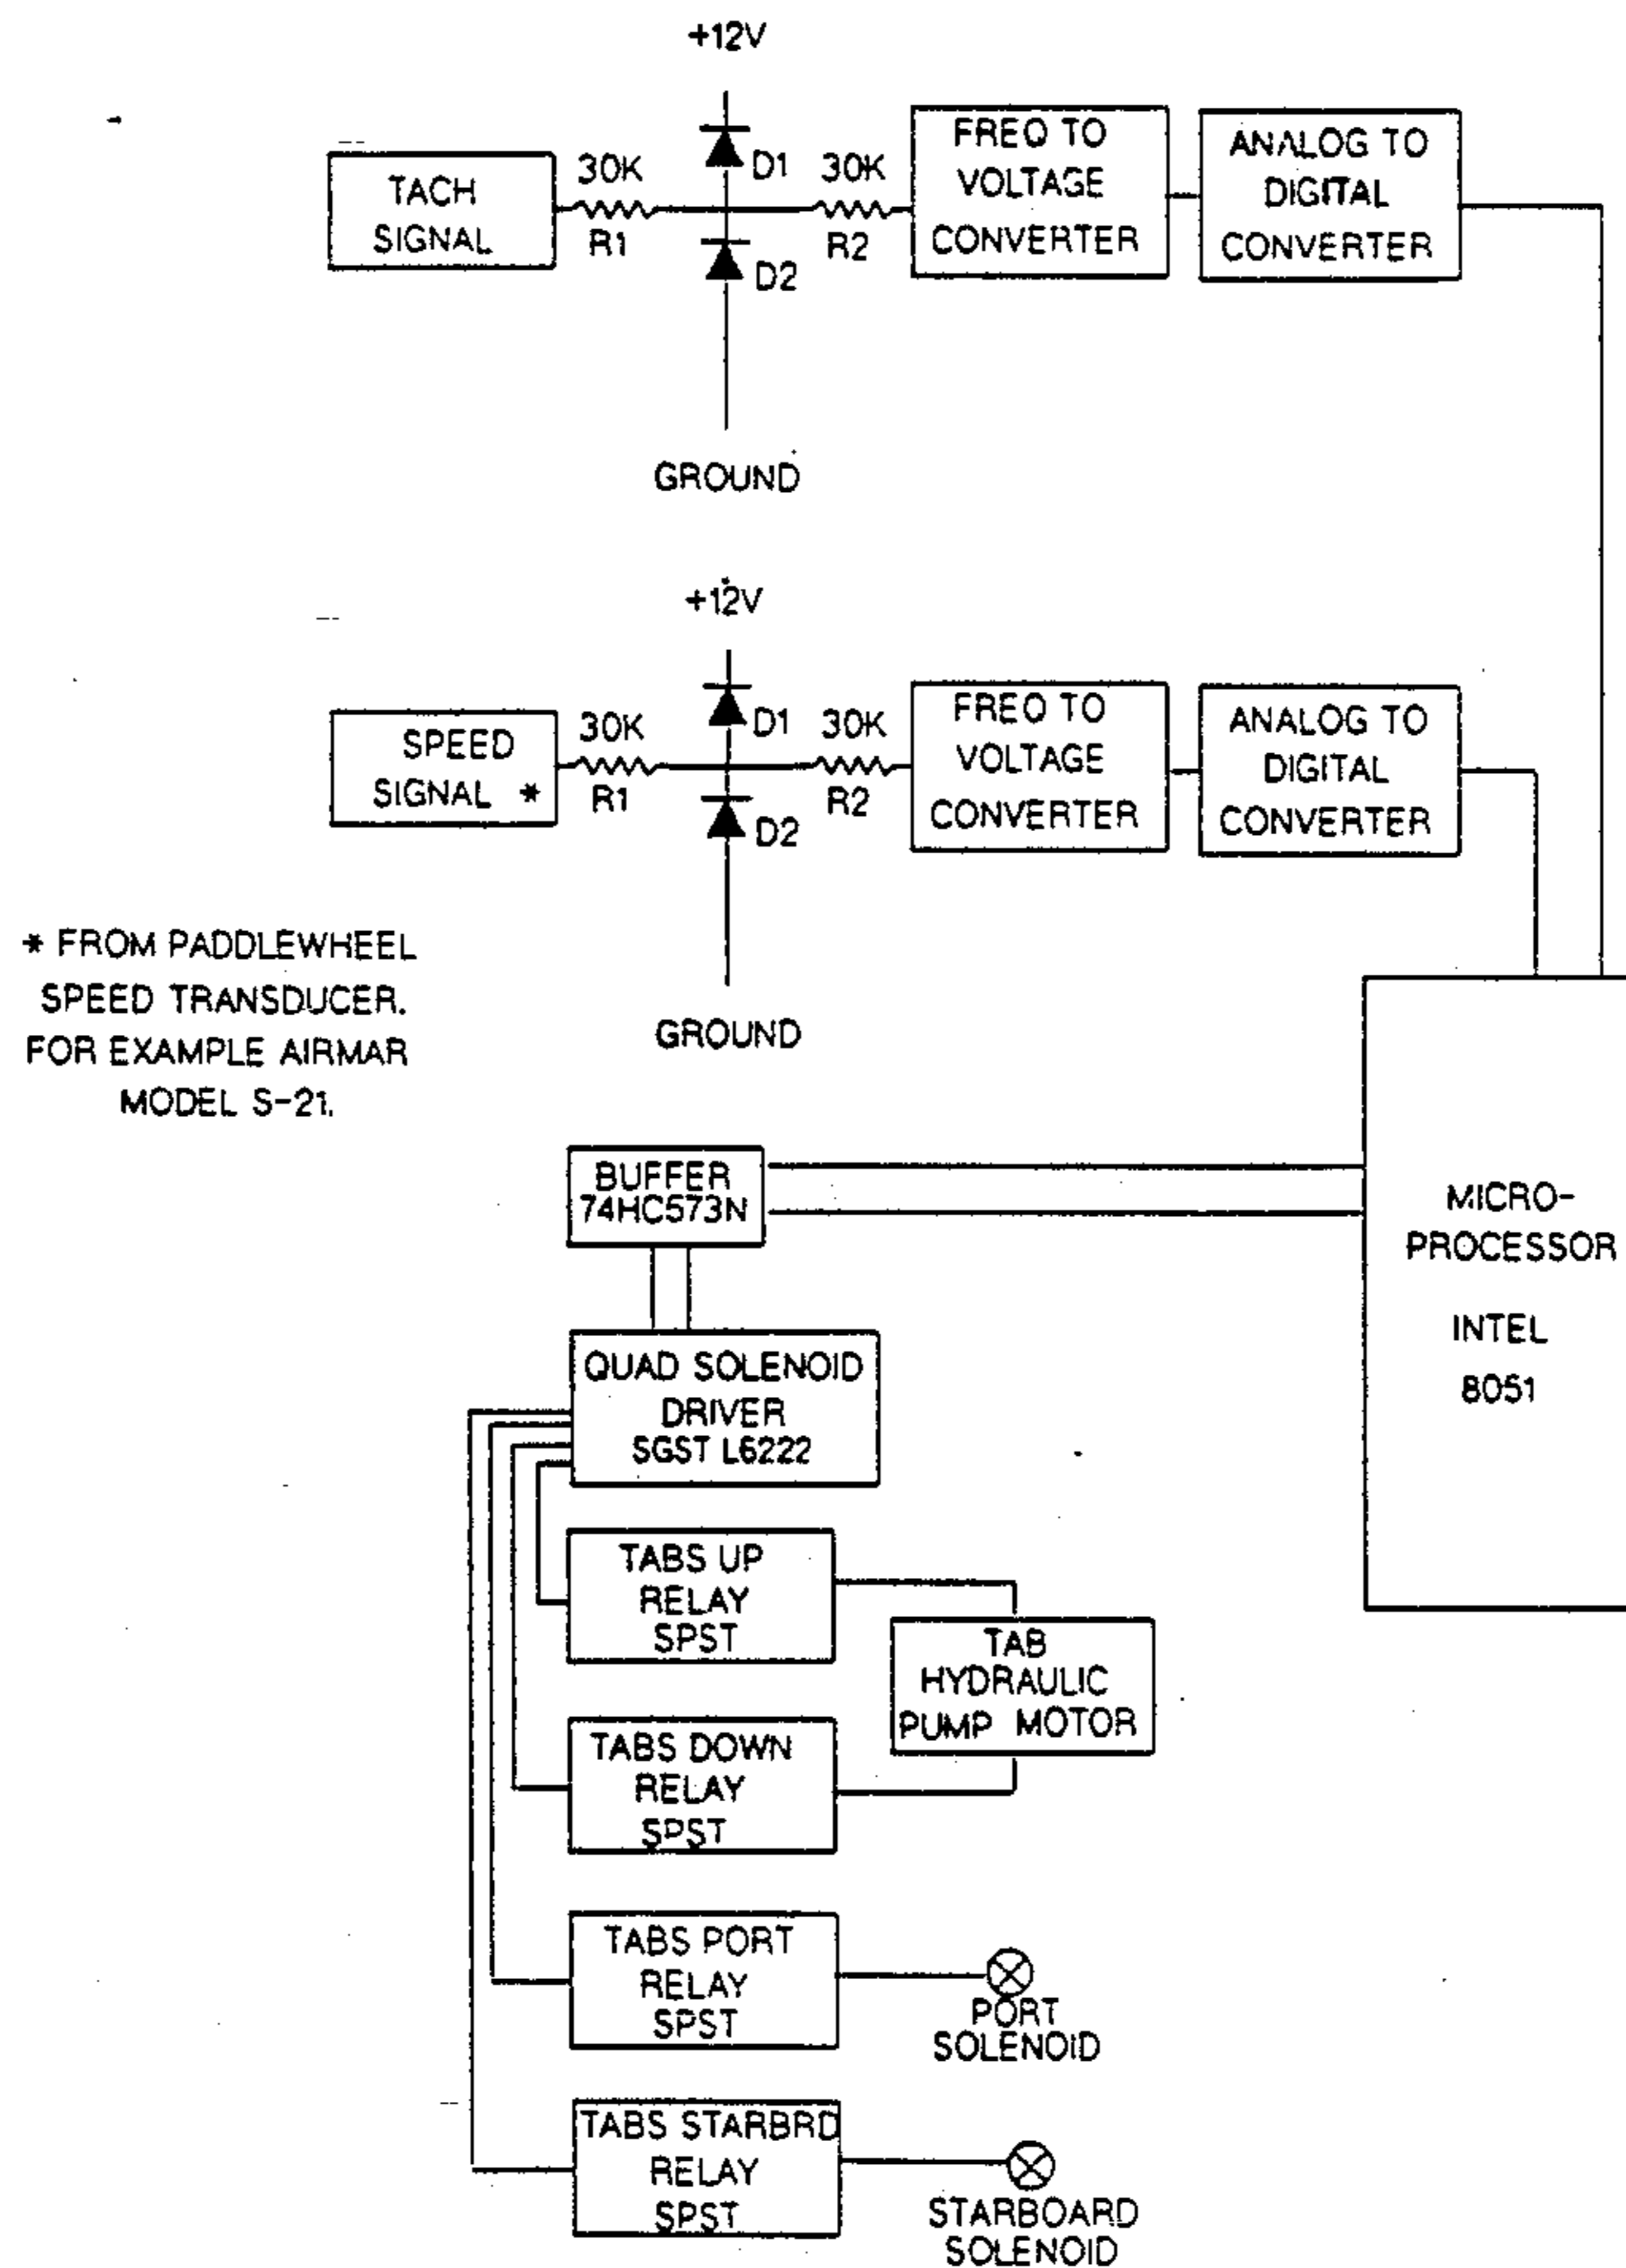 +12V
TACH
SIGNAL
30K
R1
D1
D2
30K
R2
FREQ TO
VOLTAGE
CONVERTER
ANALOG TO
DIGITAL
CONVERTER
GROUND
+12V
SPEED
SIGNAL *
30K
R1
D1
D2
30K
R2
FREQ TO
VOLTAGE
CONVERTER
ANALOG TO
DIGITAL
CONVERTER
GROUND
* FROM PADDLEWHEEL
SPEED TRANSDUCER.
FOR EXAMPLE AIRMAR
MODEL S-21.
BUFFER
74HC573N
MICRO-
PROCESSOR
INTEL
8051
QUAD SOLENOID
DRIVER
SGST L6222
TABS UP
RELAY
SPST
TAB
HYDRAULIC
PUMP MOTOR
TABS DOWN
RELAY
SPST
TABS PORT
RELAY
SPST
PORT
SOLENOID
TABS STARBRD
RELAY
SPST
STARBOARD
SOLENOID